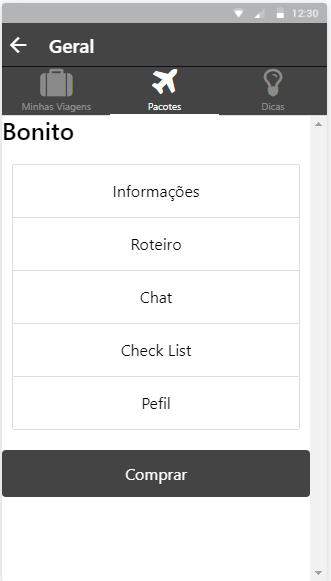 12:30
Geral
Minhas Viagens Pacotes Dicas
Bonito
Informações
Roteiro
Chat
Check List
Pefil
Comprar